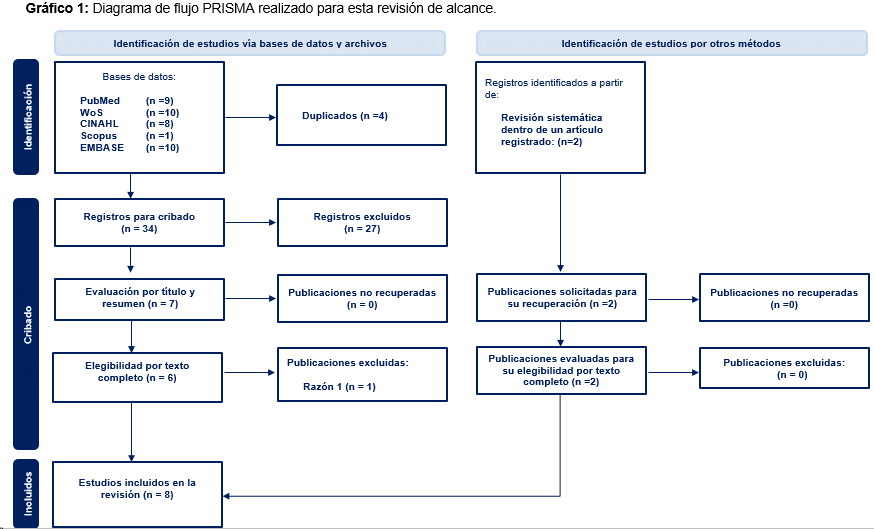 Gráfico 1: Diagrama de flujo PRISMA realizado para esta revisión de alcance.
Identificación de estudios vía bases de datos y archivos
Identificación de estudios por otros métodos
Identificación
Bases de datos:
PubMed (n =9)
WoS (n =10)
CINAHL (n =8)
Scopus (n =1)
EMBASE (n =10)
Duplicados (n =4)
Registros identificados a partir
de:
Revisión sistemática
dentro de un artículo
registrado: (n=2)
Cribado
Registros para cribado
(n = 34)
Registros excluidos
(n = 27)
Evaluación por título y
resumen (n = 7)
Publicaciones no recuperadas
(n = 0)
Publicaciones solicitadas para
su recuperación (n =2)
Publicaciones no recuperadas
(n =0)
Elegibilidad por texto
completo (n = 6)
Publicaciones excluidas:
Razón 1 (n = 1)
Publicaciones evaluadas para
su elegibilidad por texto
completo (n =2)
Publicaciones excluidas:
(n = 0)
Incluidos
Estudios incluidos en la
revisión (n = 8)